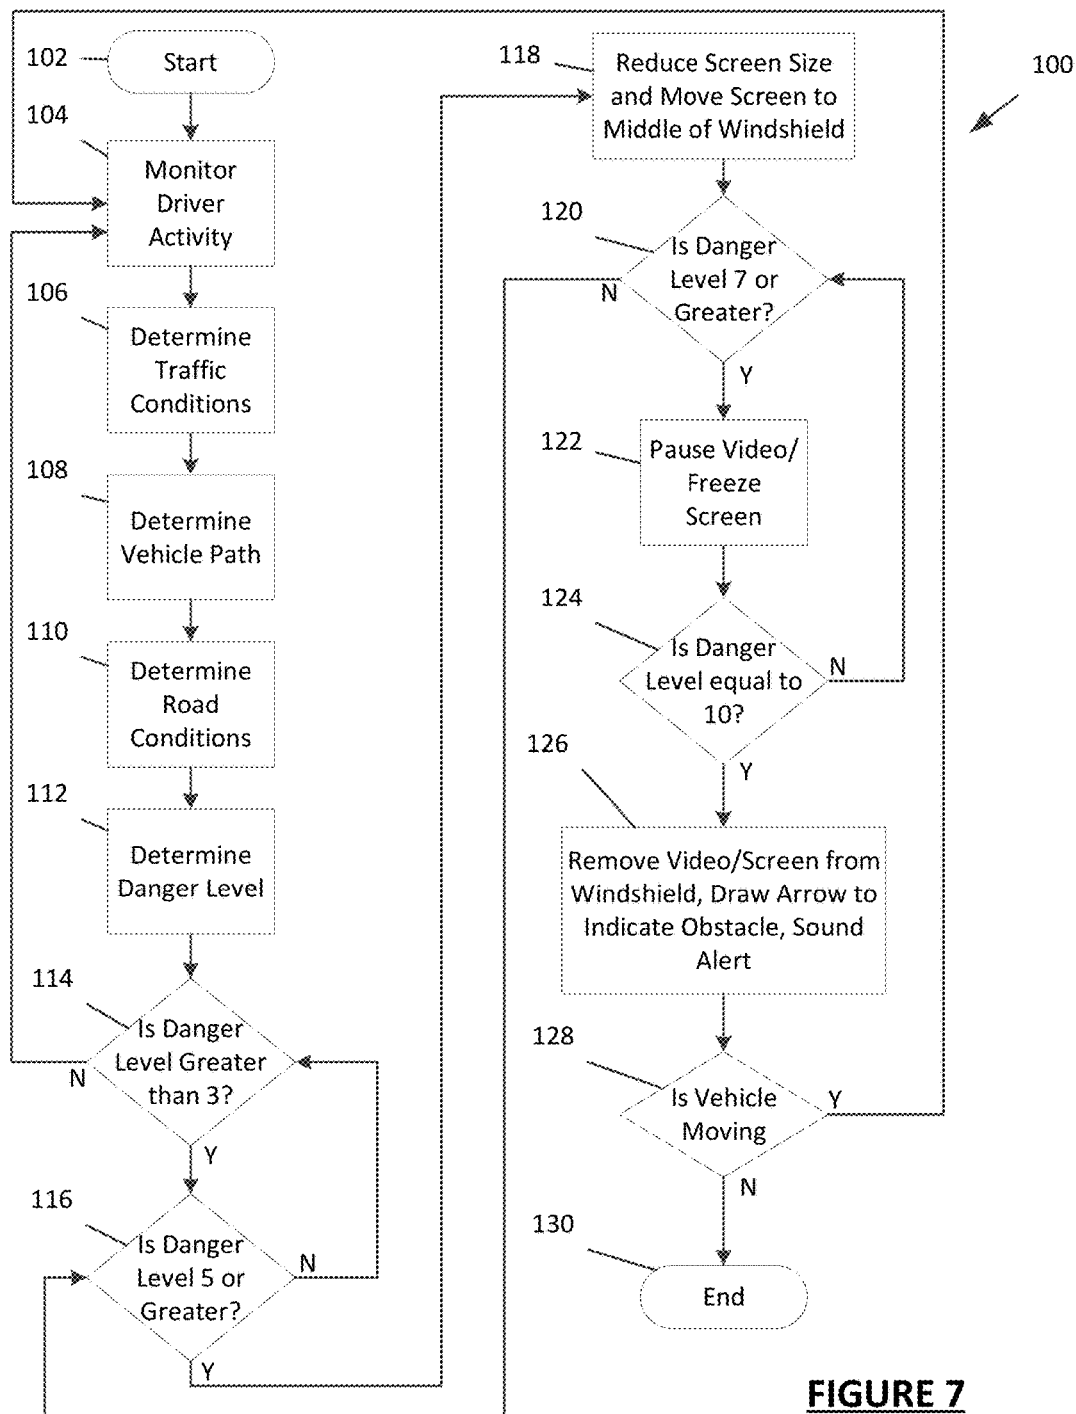 102
Start
104
Monitor
Driver
Activity
106
Determine
Traffic
Conditions
108
Determine
Vehicle Path
110
Determine
Road
Conditions
112
Determine
Danger Level
114
Is Danger
Level Greater
than 3?
N
Y
116
Is Danger
Level 5 or
Greater?
N
Y
118
Reduce Screen Size
and Move Screen to
Middle of Windshield
100
120
Is Danger
Level 7 or
Greater?
N
Y
122
Pause Video/
Freeze
Screen
124
Is Danger
Level equal to
10?
N
Y
126
Remove Video/Screen from
Windshield, Draw Arrow to
Indicate Obstacle, Sound
Alert
128
Is Vehicle
Moving
Y
N
130
End
FIGURE 7